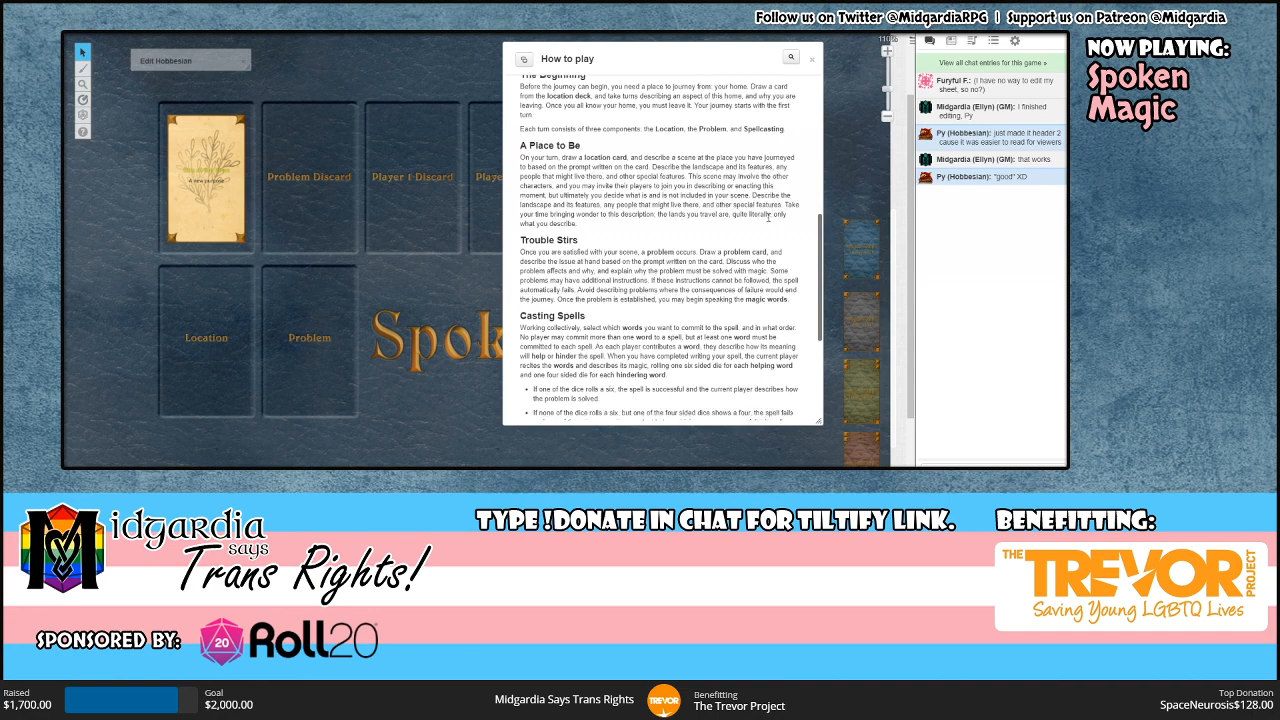 Follow us on Twitter @MidgardiaRPG | Support us on Patreon @Midgardia
NOW PLAYING:
Spoken
Magic
Edit Hobbesian
110%
Problem Discard
Player 1 Discard
Playe
Location
Problem
Spok
A new purpose
How to play
The Beginning
Before the journey can begin, you need a place to journey from: your home. Draw a card
from the location deck, and take turns describing an aspect of this home, and why you are
leaving. Once you all know your home, you must leave it. Your journey starts with the first
turn.
Each turn consists of three components: the Location, the Problem, and Spellcasting.
A Place to Be
On your turn, draw a location card, and describe a scene at the place you have journeyed
to based on the prompt written on the card. Describe the landscape and its features, any
people that might live there, and other special features. This scene may involve the other
characters, and you may invite their players to join you in describing or enacting this
moment, but ultimately you decide what is and is not included in your scene. Describe the
landscape and its features, any people that might live there, and other special features. Take
your time bringing wonder to this description; the lands you travel are, quite literally, only
what you describe.
Trouble Stirs
Once you are satisfied with your scene, a problem occurs. Draw a problem card, and
describe the issue at hand based on the prompt written on the card. Discuss who the
problem affects and why, and explain why the problem must be solved with magic. Some
problems may have additional instructions. If these instructions cannot be followed, the spell
automatically fails. Avoid describing problems where the consequences of failure would end
the journey. Once the problem is established, you may begin speaking the magic words.
Casting Spells
Working collectively, select which words you want to commit to the spell, and in what order.
No player may commit more than one word to a spell, but at least one word must be
committed to each spell. As each player contributes a word, they describe how its meaning
will help or hinder the spell. When you have completed writing your spell, the current player
recites the words and describes its magic, rolling one six sided die for each helping word
and one four sided die for each hindering word.
• If one of the dice rolls a six, the spell is successful and the current player describes how
the problem is solved.
• If none of the dice rolls a six, but one of the four sided dice shows a four, the spell fails
View all chat entries for this game »
Furyful F.: (I have no way to edit my
sheet, so no?)
Midgardia (Ellyn) (GM): I finished
editing, Py
Py (Hobbesian): just made it header 2
cause it was easier to read for viewers
Midgardia (Ellyn) (GM): that works
Py (Hobbesian): "good" XD
Midgardia
says
Trans Rights!
TYPE !DONATE IN CHAT FOR TILTIFY LINK.
BENEFITTING:
THE
TREVOR
PROJECT
Saving Young LGBTQ Lives
SPONSORED BY:
20
Roll20
Raised
$1,700.00
Goal
$2,000.00
Midgardia Says Trans Rights
TREVOR
Benefitting
The Trevor Project
Top Donation
SpaceNeurosis$128.00